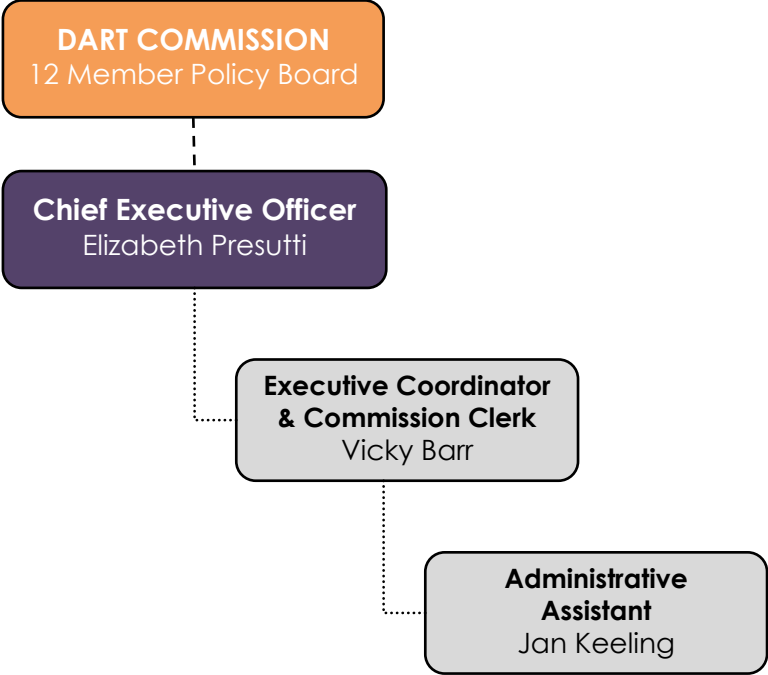 DART COMMISSION
12 Member Policy Board
Chief Executive Officer
Elizabeth Presutti
Executive Coordinator
& Commission Clerk
Vicky Barr
Administrative
Assistant
Jan Keeling